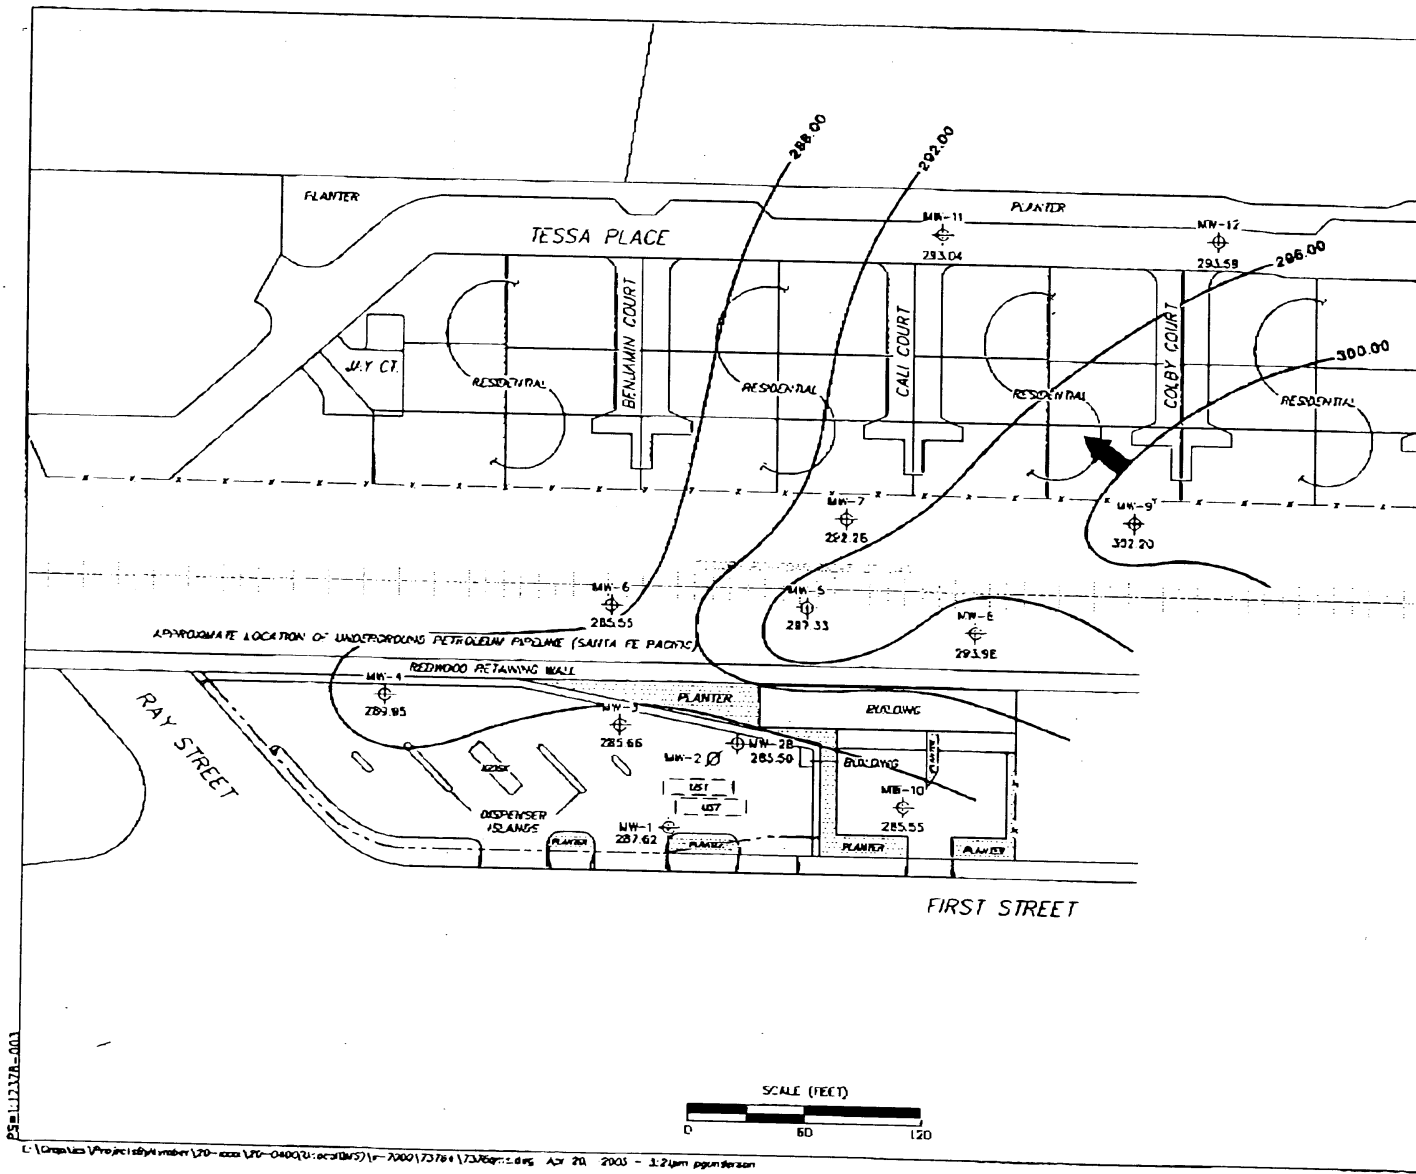 288.00
292.00
PLANTER
PLANTER
MW-11
293.04
MW-12
293.59
TESSA PLACE
296.00
BENJAMIN COURT
CALI COURT
COLBY COURT
300.00
CT.
RESIDENTIAL
RESIDENTIAL
RESIDENTIAL
RESIDENTIAL
MW-7
292.26
MW-9
302.20
MW-6
285.55
MW-5
287.33
APPROXIMATE LOCATION OF UNDERGROUND PETROLEUM PIPELINE (SANTA FE PACIFIC)
REDWOOD RETAINING WALL
MW-4
289.85
PLANTER
BUILDING
RAY STREET
MW-3
285.66
MW-2
MW-2B
285.50
BUILDING
KIOSK
UST
UST
MW-10
285.55
DISPENSER
ISLANDS
MW-1
287.62
PLANTER
PLANTER
PLANTER
PLANTER
FIRST STREET
SCALE (FEET)
0 60 120